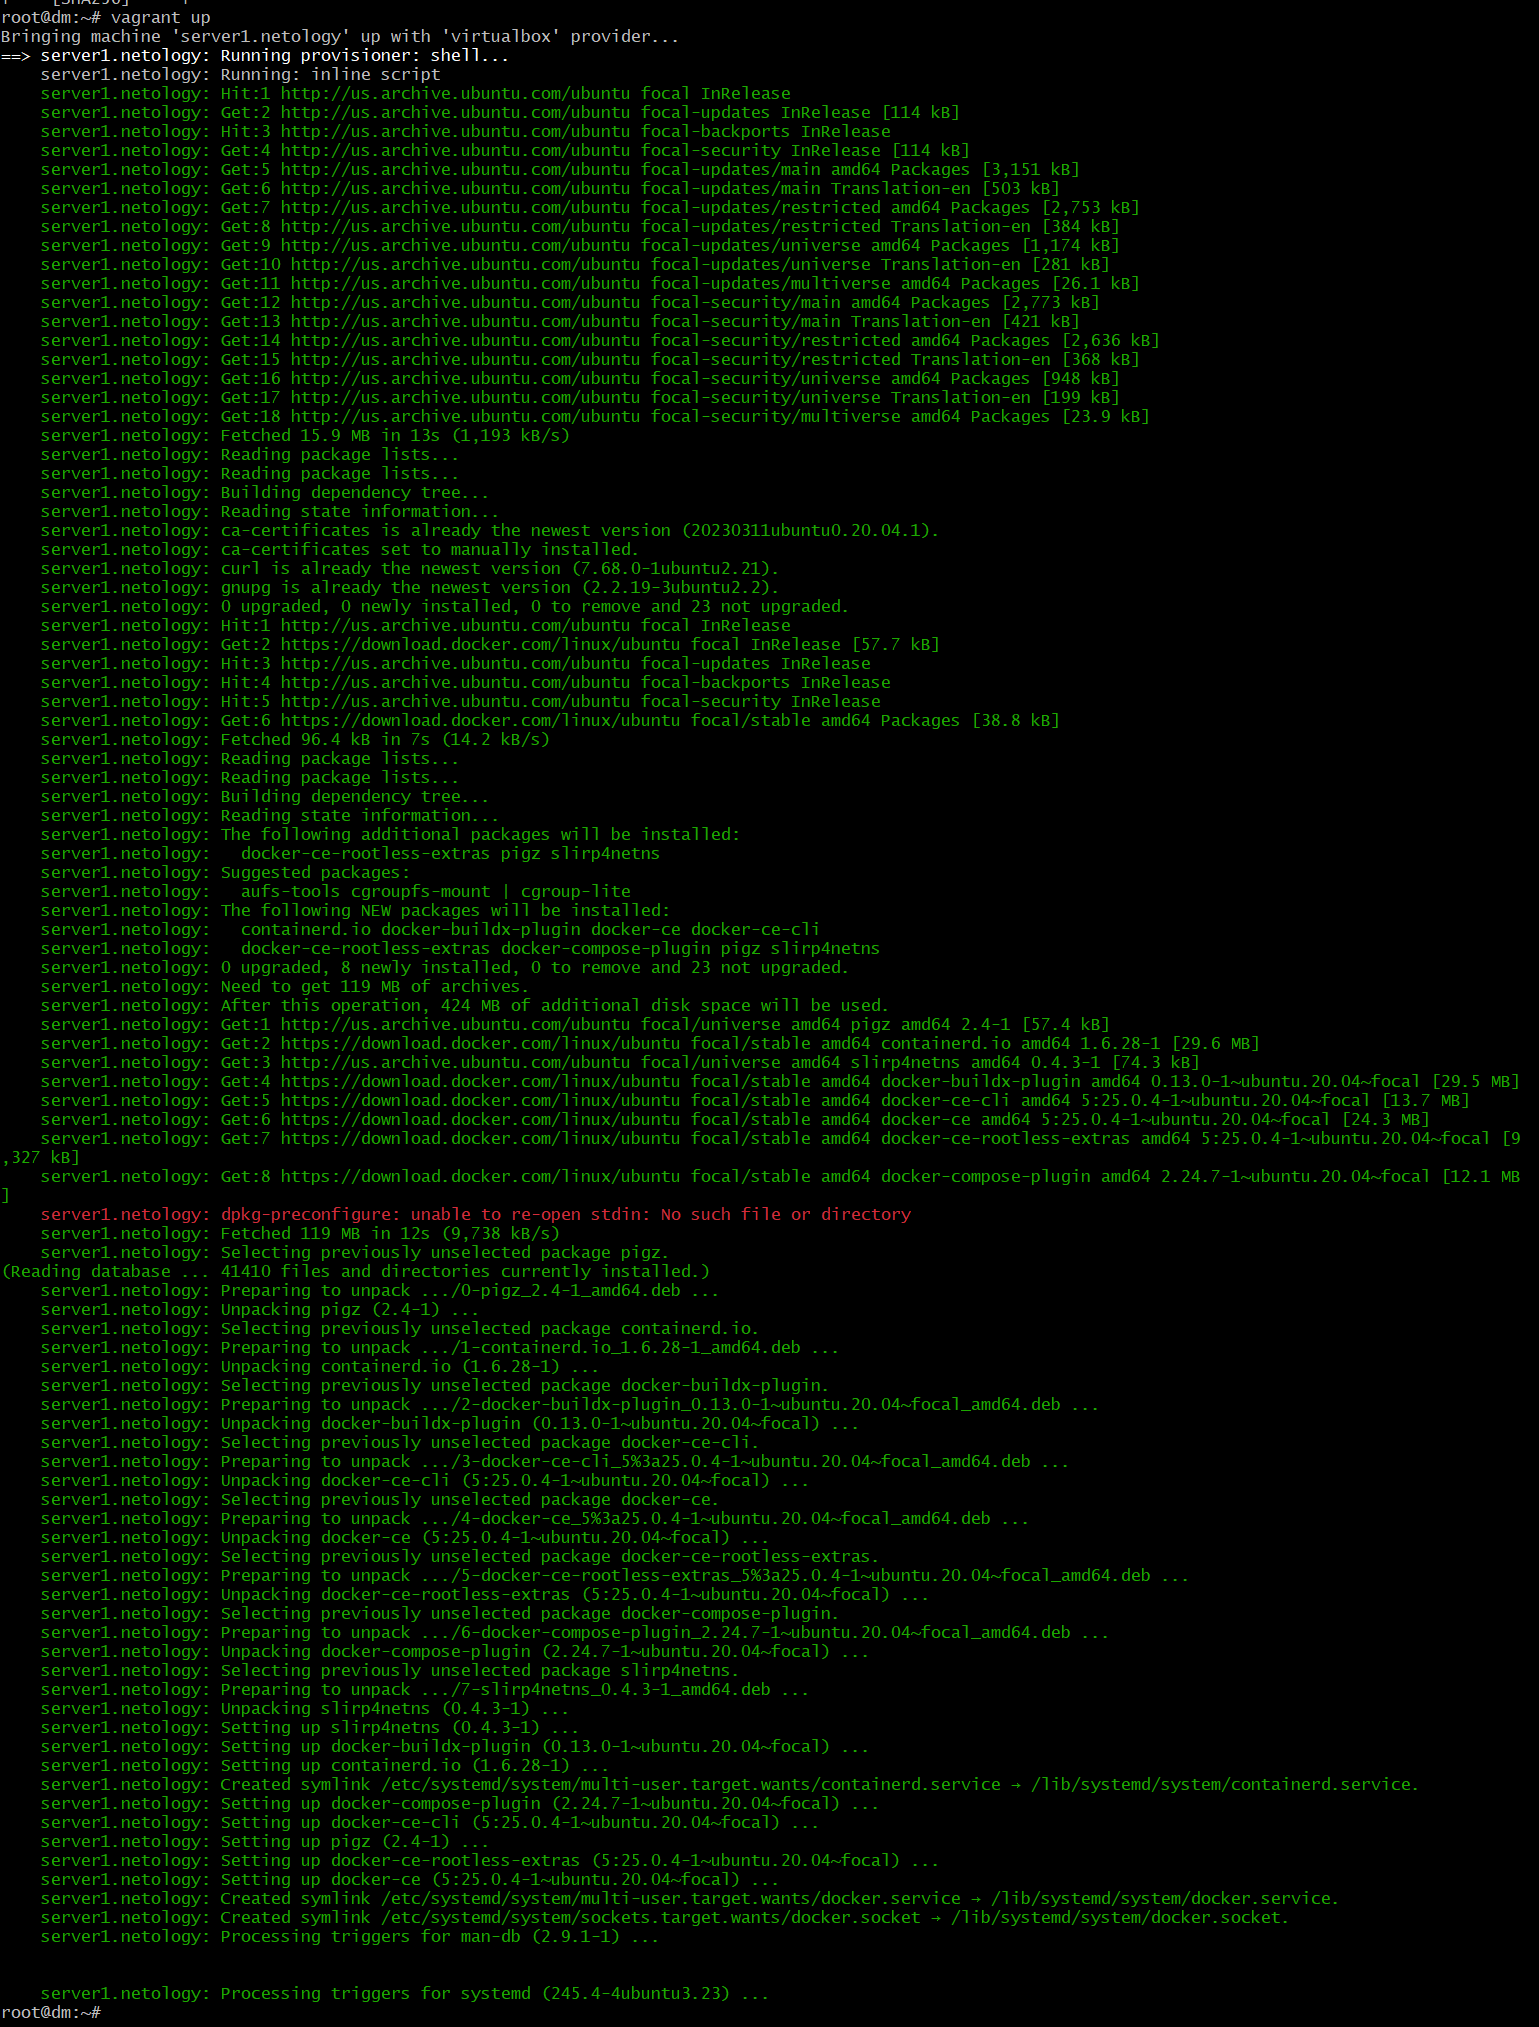 root@dm:~# vagrant up
Bringing machine 'server1.netology' up with 'virtualbox' provider...
==> server1.netology: Running provisioner: shell...
    server1.netology: Running: inline script
    server1.netology: Hit:1 http://us.archive.ubuntu.com/ubuntu focal InRelease
    server1.netology: Get:2 http://us.archive.ubuntu.com/ubuntu focal-updates InRelease [114 kB]
    server1.netology: Hit:3 http://us.archive.ubuntu.com/ubuntu focal-backports InRelease
    server1.netology: Get:4 http://us.archive.ubuntu.com/ubuntu focal-security InRelease [114 kB]
    server1.netology: Get:5 http://us.archive.ubuntu.com/ubuntu focal-updates/main amd64 Packages [3,151 kB]
    server1.netology: Get:6 http://us.archive.ubuntu.com/ubuntu focal-updates/main Translation-en [503 kB]
    server1.netology: Get:7 http://us.archive.ubuntu.com/ubuntu focal-updates/restricted amd64 Packages [2,753 kB]
    server1.netology: Get:8 http://us.archive.ubuntu.com/ubuntu focal-updates/restricted Translation-en [384 kB]
    server1.netology: Get:9 http://us.archive.ubuntu.com/ubuntu focal-updates/universe amd64 Packages [1,174 kB]
    server1.netology: Get:10 http://us.archive.ubuntu.com/ubuntu focal-updates/universe Translation-en [281 kB]
    server1.netology: Get:11 http://us.archive.ubuntu.com/ubuntu focal-updates/multiverse amd64 Packages [26.1 kB]
    server1.netology: Get:12 http://us.archive.ubuntu.com/ubuntu focal-security/main amd64 Packages [2,773 kB]
    server1.netology: Get:13 http://us.archive.ubuntu.com/ubuntu focal-security/main Translation-en [421 kB]
    server1.netology: Get:14 http://us.archive.ubuntu.com/ubuntu focal-security/restricted amd64 Packages [2,636 kB]
    server1.netology: Get:15 http://us.archive.ubuntu.com/ubuntu focal-security/restricted Translation-en [368 kB]
    server1.netology: Get:16 http://us.archive.ubuntu.com/ubuntu focal-security/universe amd64 Packages [948 kB]
    server1.netology: Get:17 http://us.archive.ubuntu.com/ubuntu focal-security/universe Translation-en [199 kB]
    server1.netology: Get:18 http://us.archive.ubuntu.com/ubuntu focal-security/multiverse amd64 Packages [23.9 kB]
    server1.netology: Fetched 15.9 MB in 13s (1,193 kB/s)
    server1.netology: Reading package lists...
    server1.netology: Reading package lists...
    server1.netology: Building dependency tree...
    server1.netology: Reading state information...
    server1.netology: ca-certificates is already the newest version (20230311ubuntu0.20.04.1).
    server1.netology: ca-certificates set to manually installed.
    server1.netology: curl is already the newest version (7.68.0-1ubuntu2.21).
    server1.netology: gnupg is already the newest version (2.2.19-3ubuntu2.2).
    server1.netology: 0 upgraded, 0 newly installed, 0 to remove and 23 not upgraded.
    server1.netology: Hit:1 http://us.archive.ubuntu.com/ubuntu focal InRelease
    server1.netology: Get:2 https://download.docker.com/linux/ubuntu focal InRelease [57.7 kB]
    server1.netology: Hit:3 http://us.archive.ubuntu.com/ubuntu focal-updates InRelease
    server1.netology: Hit:4 http://us.archive.ubuntu.com/ubuntu focal-backports InRelease
    server1.netology: Hit:5 http://us.archive.ubuntu.com/ubuntu focal-security InRelease
    server1.netology: Get:6 https://download.docker.com/linux/ubuntu focal/stable amd64 Packages [38.8 kB]
    server1.netology: Fetched 96.4 kB in 7s (14.2 kB/s)
    server1.netology: Reading package lists...
    server1.netology: Reading package lists...
    server1.netology: Building dependency tree...
    server1.netology: Reading state information...
    server1.netology: The following additional packages will be installed:
    server1.netology:   docker-ce-rootless-extras pigz slirp4netns
    server1.netology: Suggested packages:
    server1.netology:   aufs-tools cgroupfs-mount | cgroup-lite
    server1.netology: The following NEW packages will be installed:
    server1.netology:   containerd.io docker-buildx-plugin docker-ce docker-ce-cli
    server1.netology:   docker-ce-rootless-extras docker-compose-plugin pigz slirp4netns
    server1.netology: 0 upgraded, 8 newly installed, 0 to remove and 23 not upgraded.
    server1.netology: Need to get 119 MB of archives.
    server1.netology: After this operation, 424 MB of additional disk space will be used.
    server1.netology: Get:1 http://us.archive.ubuntu.com/ubuntu focal/universe amd64 pigz amd64 2.4-1 [57.4 kB]
    server1.netology: Get:2 https://download.docker.com/linux/ubuntu focal/stable amd64 containerd.io amd64 1.6.28-1 [29.6 MB]
    server1.netology: Get:3 http://us.archive.ubuntu.com/ubuntu focal/universe amd64 slirp4netns amd64 0.4.3-1 [74.3 kB]
    server1.netology: Get:4 https://download.docker.com/linux/ubuntu focal/stable amd64 docker-buildx-plugin amd64 0.13.0-1~ubuntu.20.04~focal [29.5 MB]
    server1.netology: Get:5 https://download.docker.com/linux/ubuntu focal/stable amd64 docker-ce-cli amd64 5:25.0.4-1~ubuntu.20.04~focal [13.7 MB]
    server1.netology: Get:6 https://download.docker.com/linux/ubuntu focal/stable amd64 docker-ce amd64 5:25.0.4-1~ubuntu.20.04~focal [24.3 MB]
    server1.netology: Get:7 https://download.docker.com/linux/ubuntu focal/stable amd64 docker-ce-rootless-extras amd64 5:25.0.4-1~ubuntu.20.04~focal [9
,327 kB]
    server1.netology: Get:8 https://download.docker.com/linux/ubuntu focal/stable amd64 docker-compose-plugin amd64 2.24.7-1~ubuntu.20.04~focal [12.1 MB
]
    server1.netology: dpkg-preconfigure: unable to re-open stdin: No such file or directory
    server1.netology: Fetched 119 MB in 12s (9,738 kB/s)
    server1.netology: Selecting previously unselected package pigz.
(Reading database ... 41410 files and directories currently installed.)
    server1.netology: Preparing to unpack .../0-pigz_2.4-1_amd64.deb ...
    server1.netology: Unpacking pigz (2.4-1) ...
    server1.netology: Selecting previously unselected package containerd.io.
    server1.netology: Preparing to unpack .../1-containerd.io_1.6.28-1_amd64.deb ...
    server1.netology: Unpacking containerd.io (1.6.28-1) ...
    server1.netology: Selecting previously unselected package docker-buildx-plugin.
    server1.netology: Preparing to unpack .../2-docker-buildx-plugin_0.13.0-1~ubuntu.20.04~focal_amd64.deb ...
    server1.netology: Unpacking docker-buildx-plugin (0.13.0-1~ubuntu.20.04~focal) ...
    server1.netology: Selecting previously unselected package docker-ce-cli.
    server1.netology: Preparing to unpack .../3-docker-ce-cli_5%3a25.0.4-1~ubuntu.20.04~focal_amd64.deb ...
    server1.netology: Unpacking docker-ce-cli (5:25.0.4-1~ubuntu.20.04~focal) ...
    server1.netology: Selecting previously unselected package docker-ce.
    server1.netology: Preparing to unpack .../4-docker-ce_5%3a25.0.4-1~ubuntu.20.04~focal_amd64.deb ...
    server1.netology: Unpacking docker-ce (5:25.0.4-1~ubuntu.20.04~focal) ...
    server1.netology: Selecting previously unselected package docker-ce-rootless-extras.
    server1.netology: Preparing to unpack .../5-docker-ce-rootless-extras_5%3a25.0.4-1~ubuntu.20.04~focal_amd64.deb ...
    server1.netology: Unpacking docker-ce-rootless-extras (5:25.0.4-1~ubuntu.20.04~focal) ...
    server1.netology: Selecting previously unselected package docker-compose-plugin.
    server1.netology: Preparing to unpack .../6-docker-compose-plugin_2.24.7-1~ubuntu.20.04~focal_amd64.deb ...
    server1.netology: Unpacking docker-compose-plugin (2.24.7-1~ubuntu.20.04~focal) ...
    server1.netology: Selecting previously unselected package slirp4netns.
    server1.netology: Preparing to unpack .../7-slirp4netns_0.4.3-1_amd64.deb ...
    server1.netology: Unpacking slirp4netns (0.4.3-1) ...
    server1.netology: Setting up slirp4netns (0.4.3-1) ...
    server1.netology: Setting up docker-buildx-plugin (0.13.0-1~ubuntu.20.04~focal) ...
    server1.netology: Setting up containerd.io (1.6.28-1) ...
    server1.netology: Created symlink /etc/systemd/system/multi-user.target.wants/containerd.service → /lib/systemd/system/containerd.service.
    server1.netology: Setting up docker-compose-plugin (2.24.7-1~ubuntu.20.04~focal) ...
    server1.netology: Setting up docker-ce-cli (5:25.0.4-1~ubuntu.20.04~focal) ...
    server1.netology: Setting up pigz (2.4-1) ...
    server1.netology: Setting up docker-ce-rootless-extras (5:25.0.4-1~ubuntu.20.04~focal) ...
    server1.netology: Setting up docker-ce (5:25.0.4-1~ubuntu.20.04~focal) ...
    server1.netology: Created symlink /etc/systemd/system/multi-user.target.wants/docker.service → /lib/systemd/system/docker.service.
    server1.netology: Created symlink /etc/systemd/system/sockets.target.wants/docker.socket → /lib/systemd/system/docker.socket.
    server1.netology: Processing triggers for man-db (2.9.1-1) ...
    server1.netology: Processing triggers for systemd (245.4-4ubuntu3.23) ...
root@dm:~#